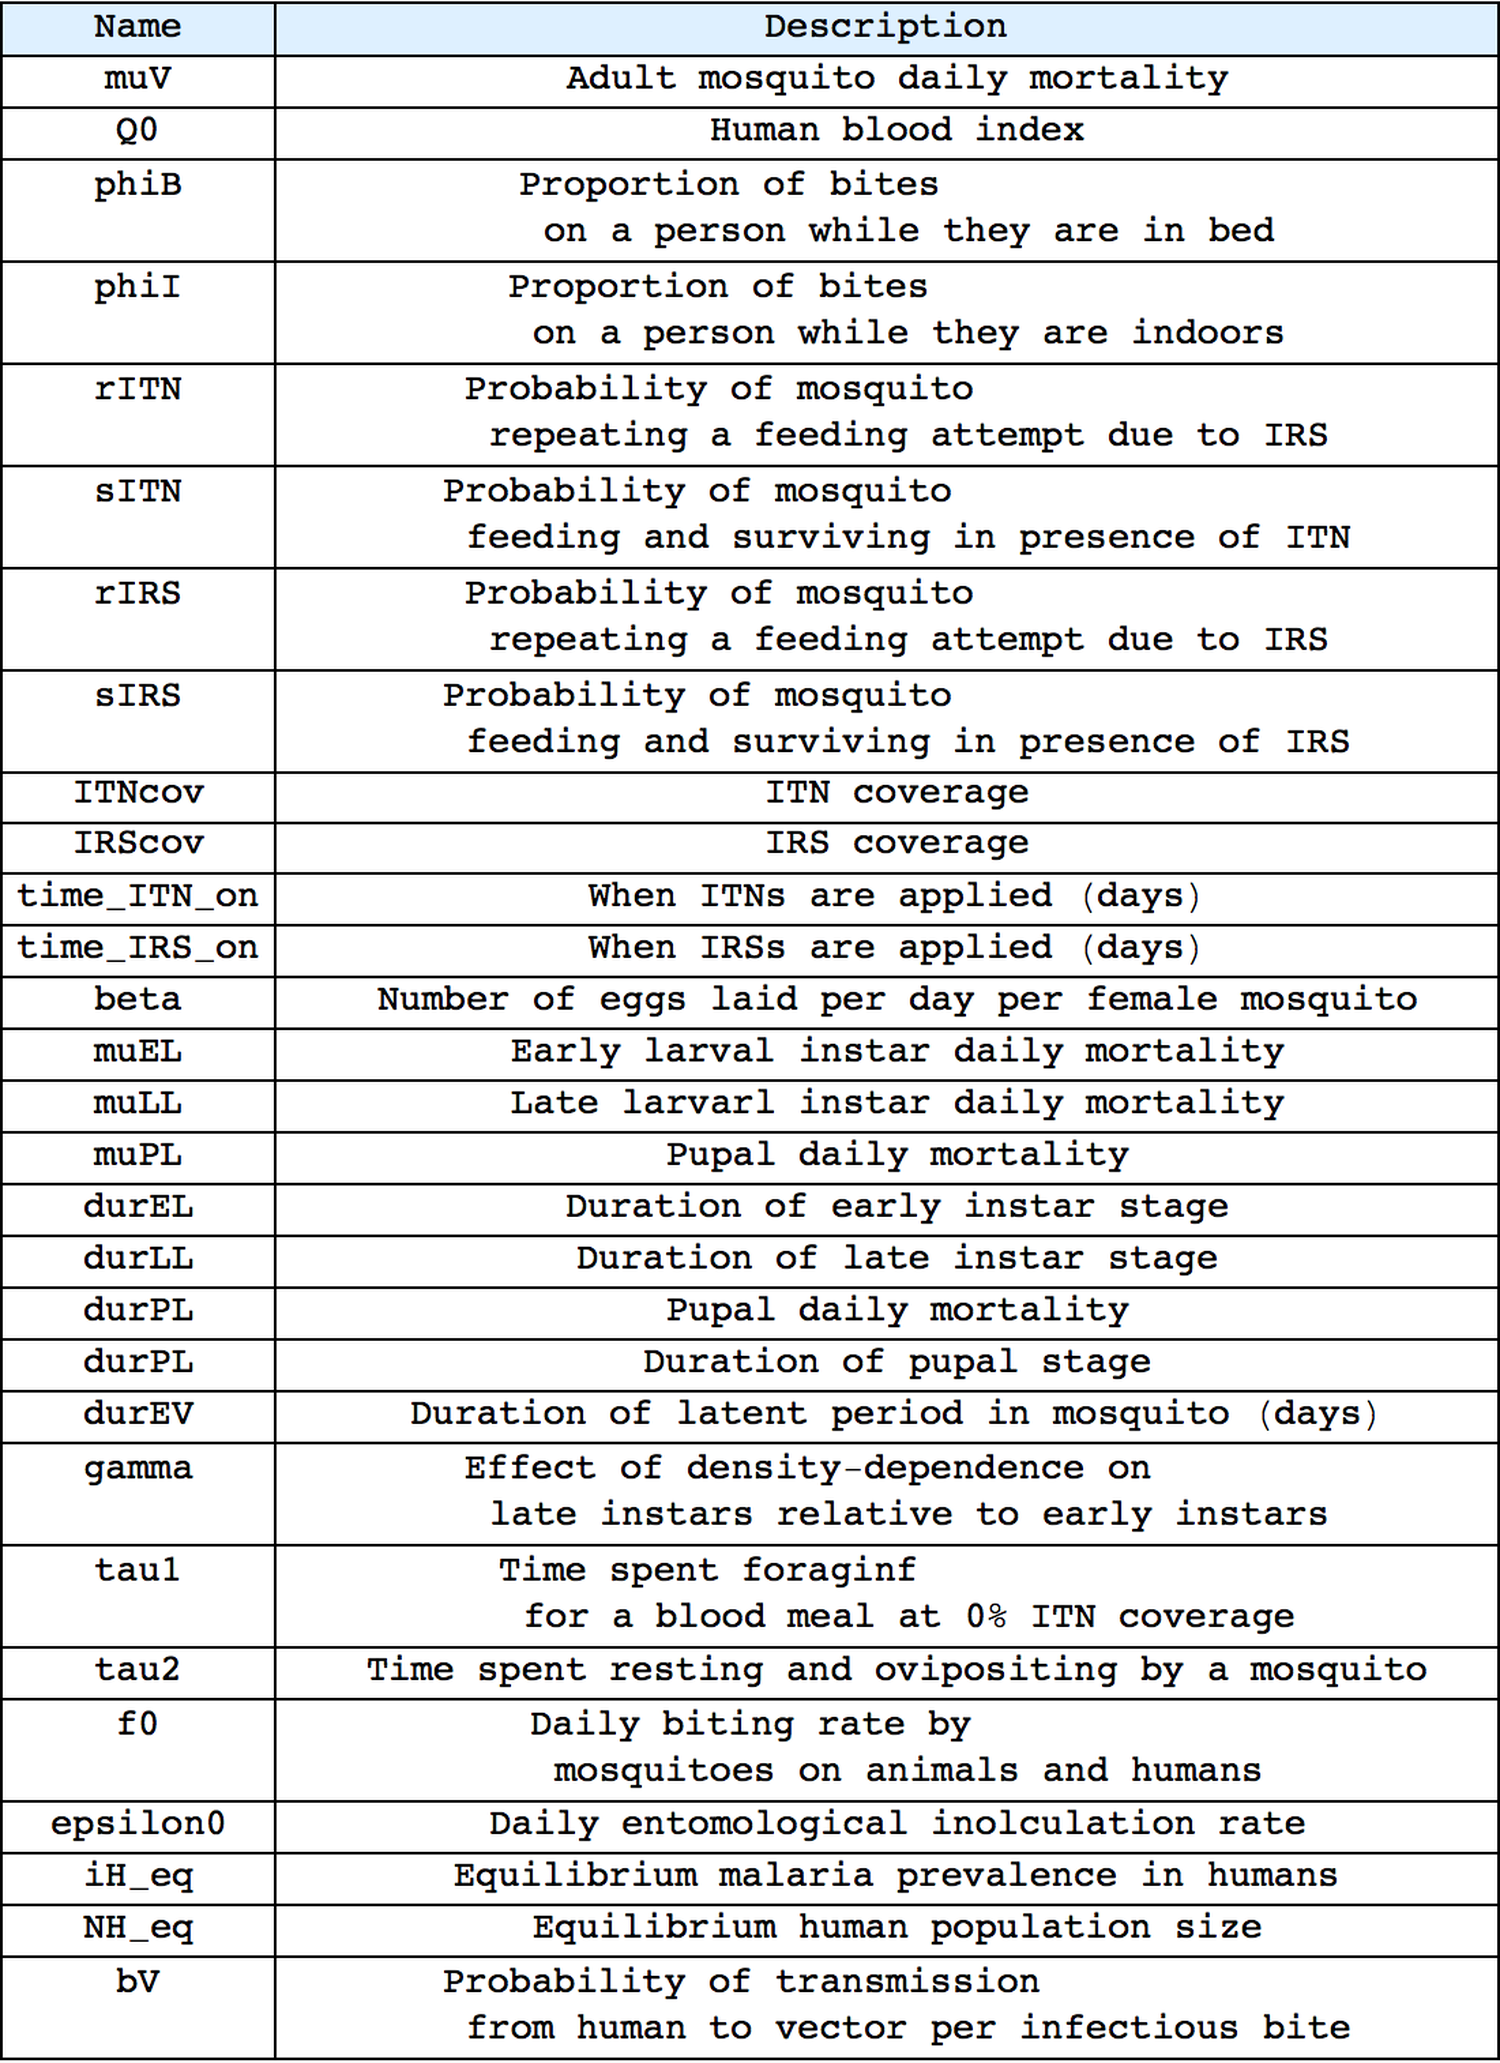 Name Description
muV Adult mosquito daily mortality
Q0 Human blood index
phiB Proportion of bites
on a person while they are in bed
phiI Proportion of bites
on a person while they are indoors
rITN Probability of mosquito
repeating a feeding attempt due to IRS
sITN Probability of mosquito
feeding and surviving in presence of ITN
rIRS Probability of mosquito
repeating a feeding attempt due to IRS
sIRS Probability of mosquito
feeding and surviving in presence of IRS
ITNcov ITN coverage
IRScov IRS coverage
time_ITN_on When ITNs are applied (days)
time_IRS_on When IRSs are applied (days)
beta Number of eggs laid per day per female mosquito
muEL Early larval instar daily mortality
muLL Late larvarl instar daily mortality
muPL Pupal daily mortality
durEL Duration of early instar stage
durLL Duration of late instar stage
durPL Pupal daily mortality
durPL Duration of pupal stage
durEV Duration of latent period in mosquito (days)
gamma Effect of density-dependence on
late instars relative to early instars
tau1 Time spent foraginf
for a blood meal at 0% ITN coverage
tau2 Time spent resting and ovipositing by a mosquito
f0 Daily biting rate by
mosquitoes on animals and humans
epsilon0 Daily entomological inolculation rate
iH_eq Equilibrium malaria prevalence in humans
NH_eq Equilibrium human population size
bV Probability of transmission
from human to vector per infectious bite